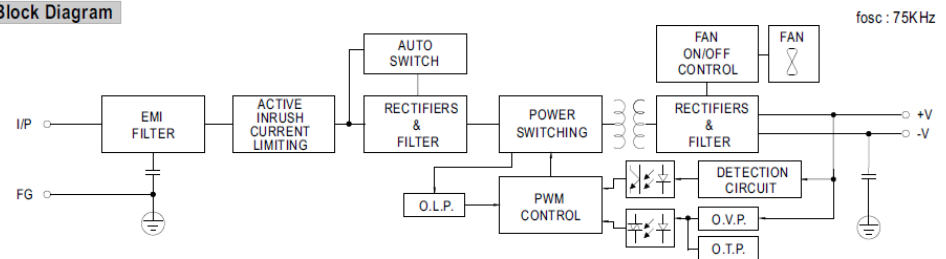 Block Diagram
fosc : 75KHz
AUTO
SWITCH
FAN
ON/OFF
CONTROL
FAN
I/P
EMI
FILTER
ACTIVE
INRUSH
CURRENT
LIMITING
RECTIFIERS
&
FILTER
POWER
SWITCHING
RECTIFIERS
&
FILTER
+V
-V
FG
O.L.P.
PWM
CONTROL
DETECTION
CIRCUIT
O.V.P.
O.T.P.